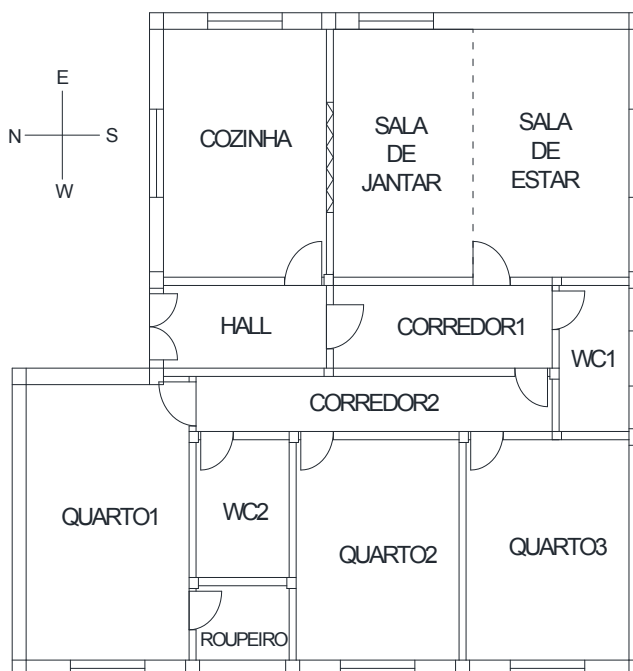 E
N S
W
COZINHA
SALA
DE
JANTAR
SALA
DE
ESTAR
HALL
CORREDOR1
WC1
CORREDOR2
QUARTO1
WC2
QUARTO2
QUARTO3
ROUPEIRO